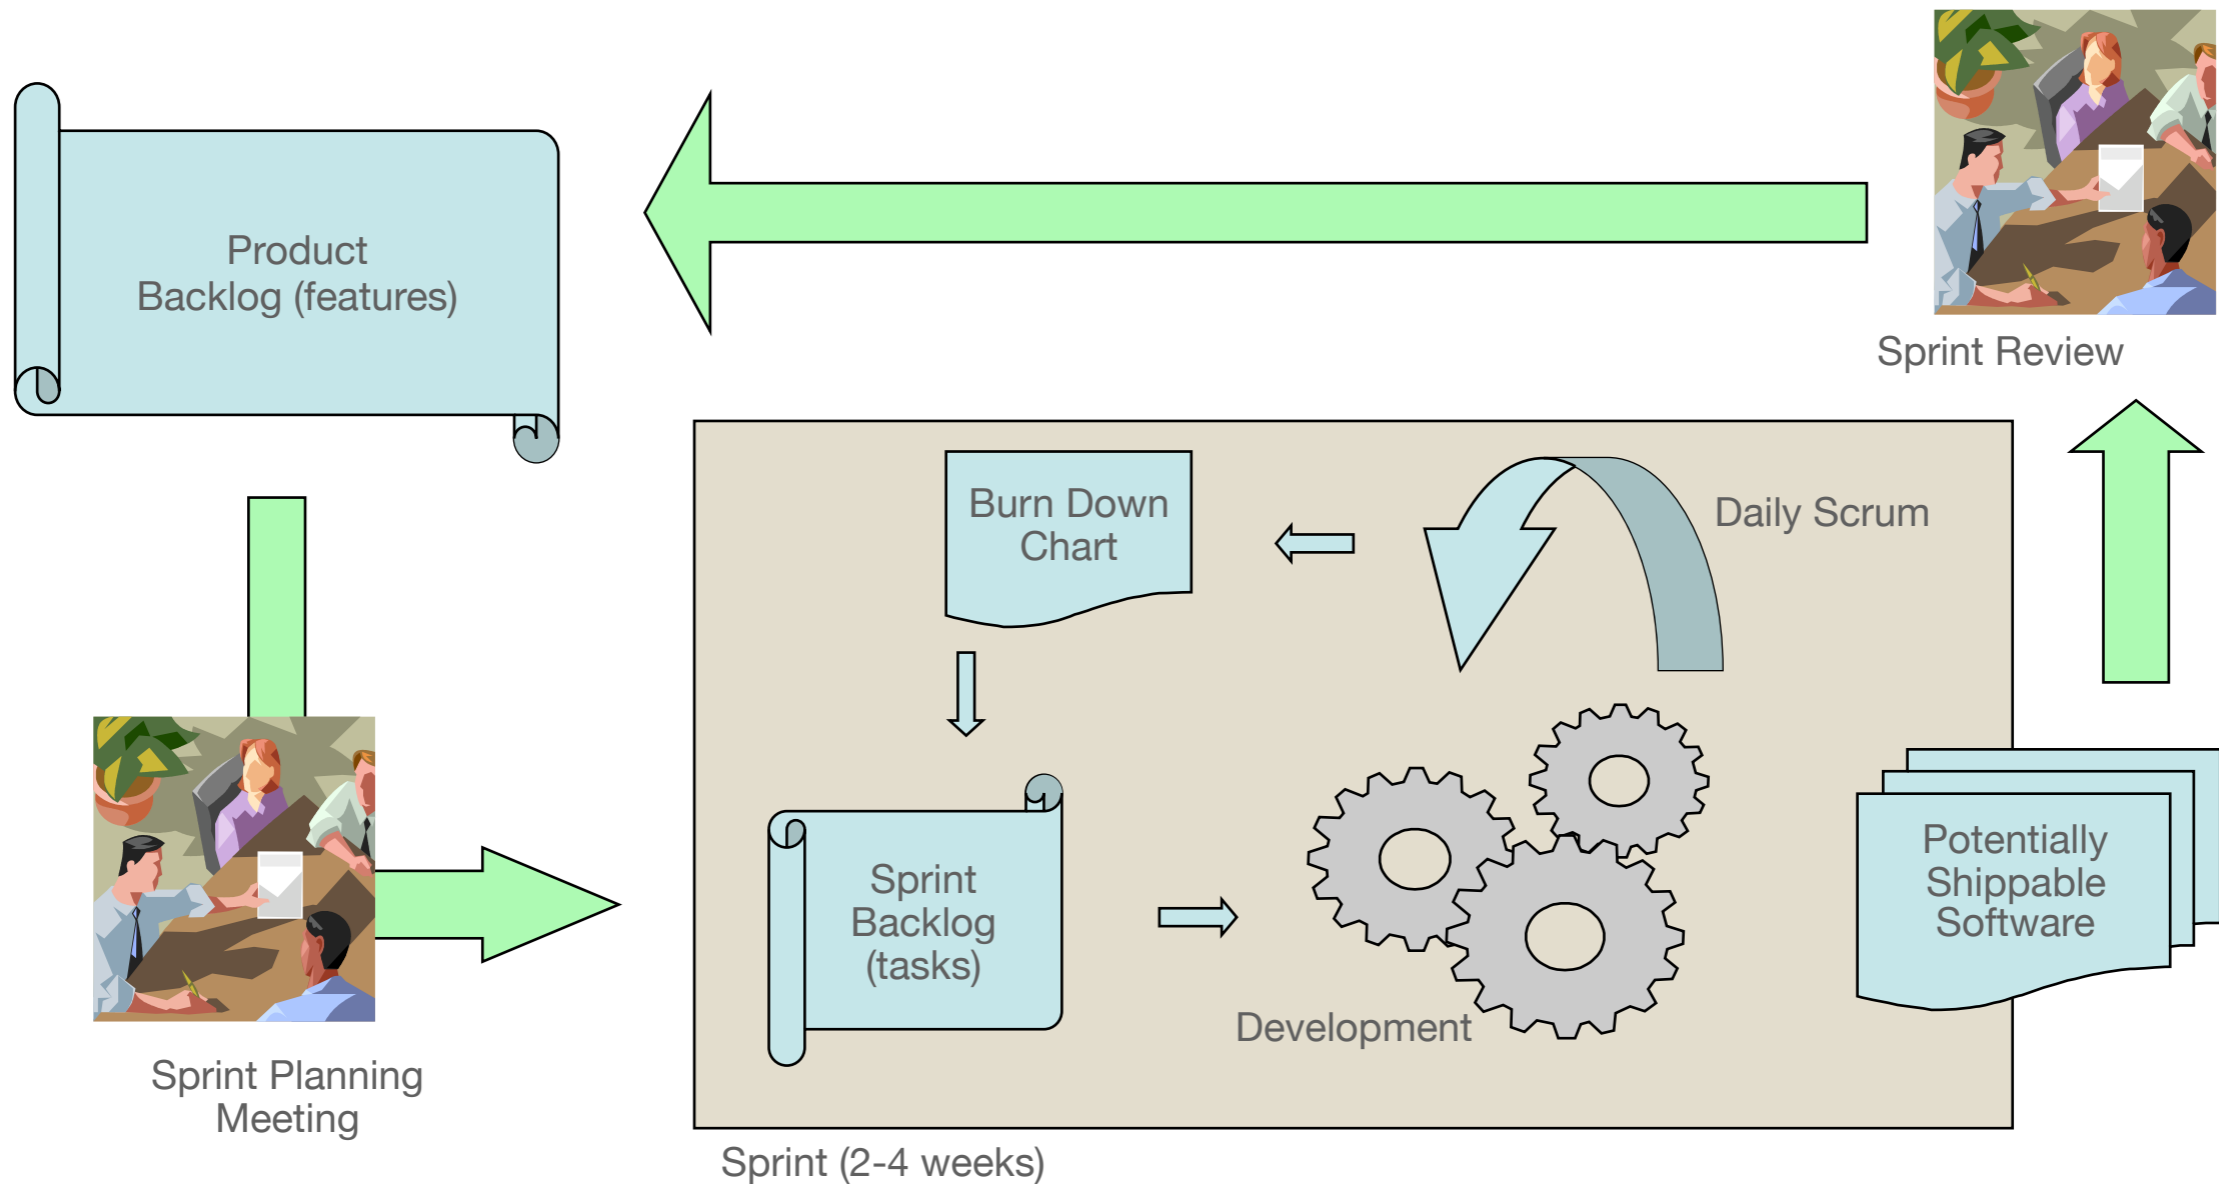 Product
Backlog (features)
Sprint Review
Burn Down
Chart
Daily Scrum
Sprint
Backlog
(tasks)
Development
Potentially
Shippable
Software
Sprint Planning
Meeting
Sprint (2-4 weeks)